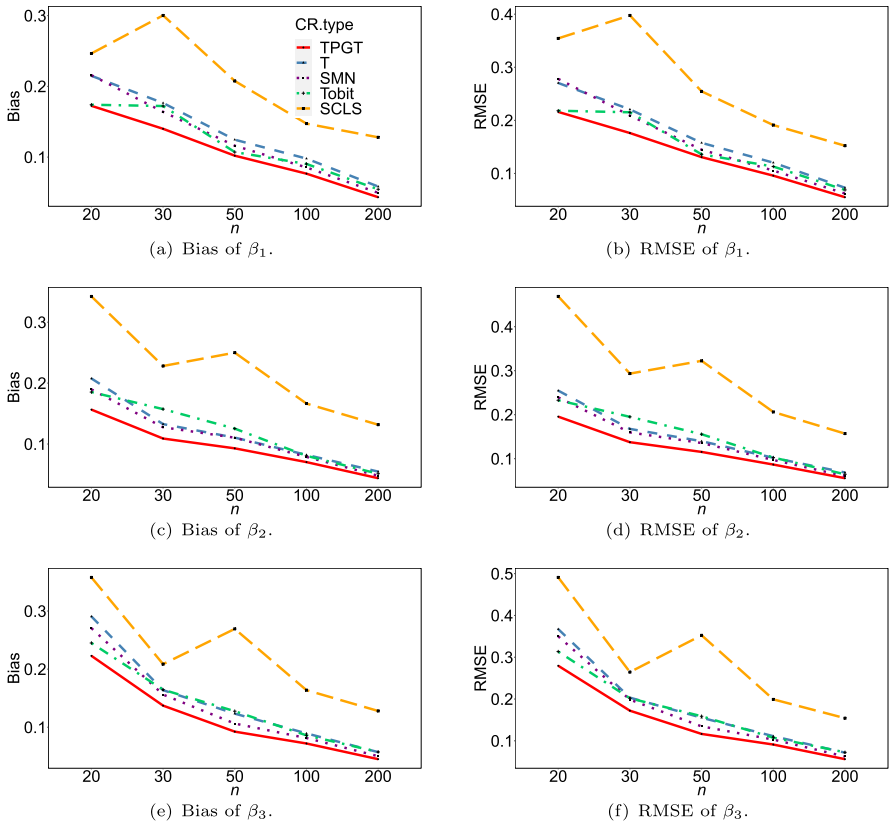 CR.type
TPGT
T
SMN
Tobit
SCLS
Bias
0.3
0.2
0.1
20 30 50 100 200
n
(a) Bias of β1.
RMSE
0.4
0.3
0.2
0.1
20 30 50 100 200
n
(b) RMSE of β1.
Bias
0.3
0.2
0.1
20 30 50 100 200
n
(c) Bias of β2.
RMSE
0.4
0.3
0.2
0.1
20 30 50 100 200
n
(d) RMSE of β2.
Bias
0.3
0.2
0.1
20 30 50 100 200
n
(e) Bias of β3.
RMSE
0.5
0.4
0.3
0.2
0.1
20 30 50 100 200
n
(f) RMSE of β3.